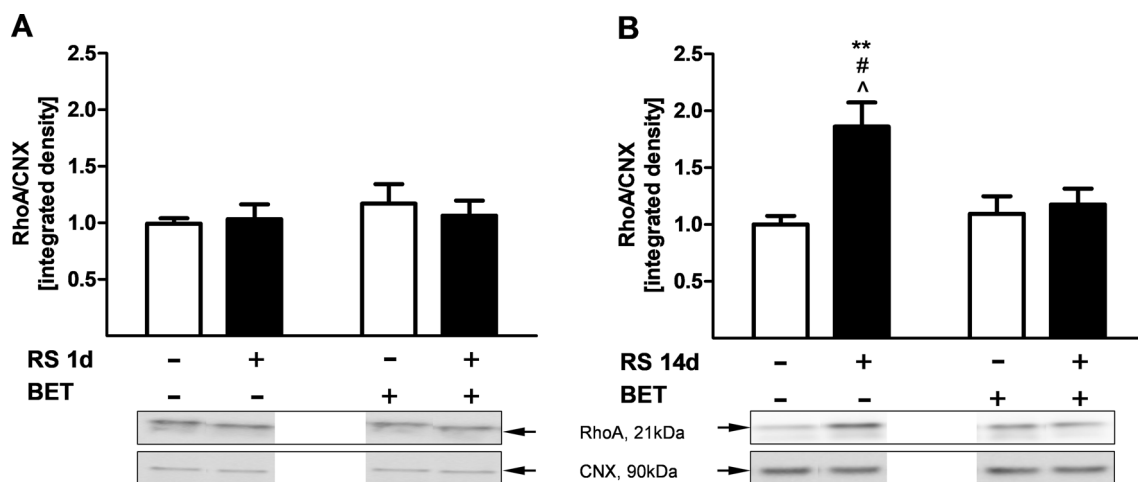 A
RhoA/CNX
[integrated density]
2.5
2.0
1.5
1.0
0.5
RS 1d - + - +
BET - - + +
B
RhoA/CNX
[integrated density]
2.5
2.0
1.5
1.0
0.5
**
#
^
RS 14d - + - +
BET - - + +
RhoA, 21kDa
CNX, 90kDa